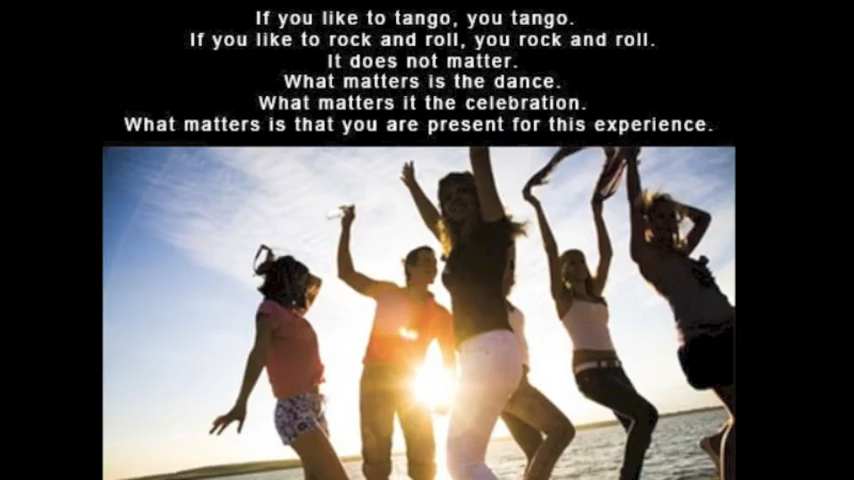 If you like to tango, you tango.
If you like to rock and roll, you rock and roll.
It does not matter.
What matters is the dance.
What matters it the celebration.
What matters is that you are present for this experience.